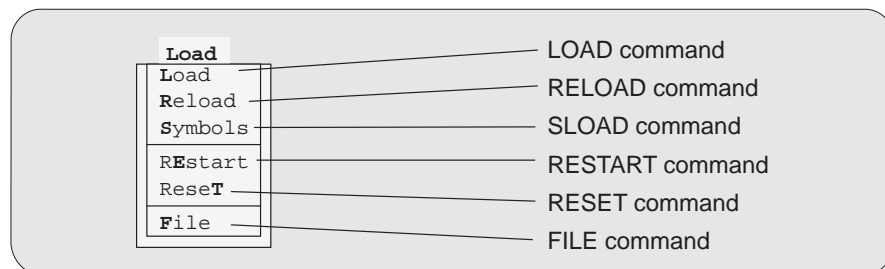 Load
Load
Reload
Symbols
REstart
ReseT
File
LOAD command
RELOAD command
SLOAD command
RESTART command
RESET command
FILE command